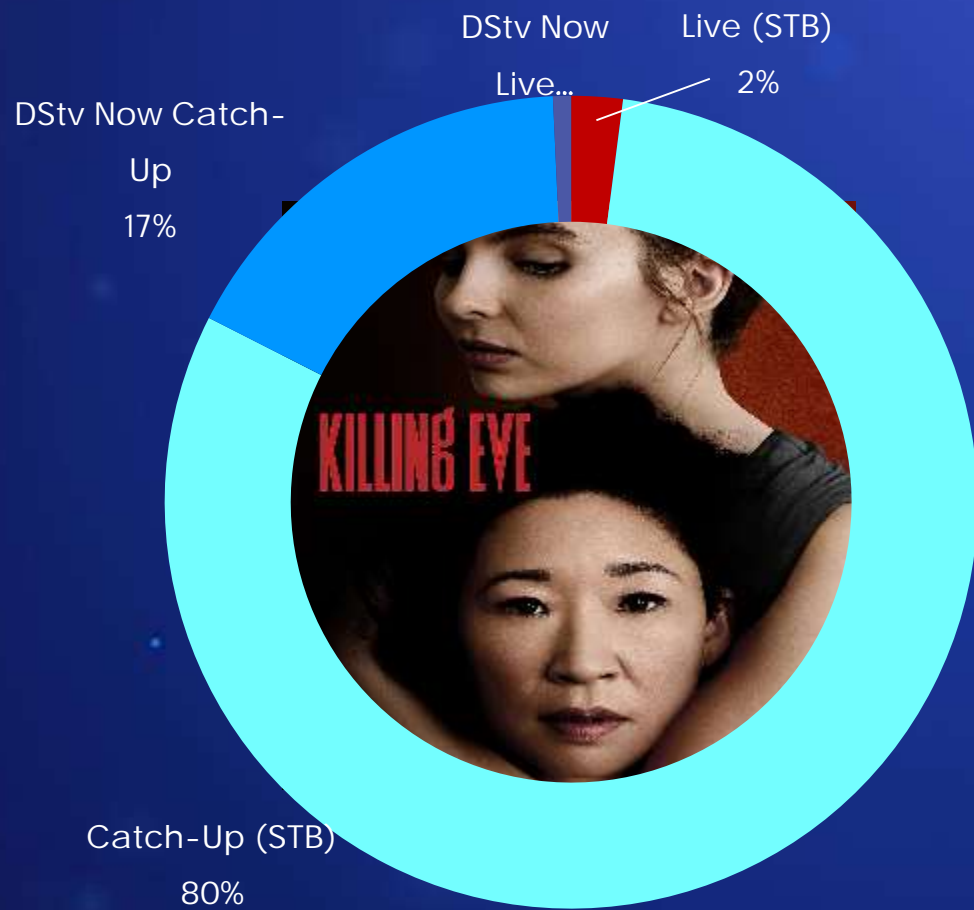 DStv Now
Live…
Live (STB)
2%
DStv Now Catch-
Up
17%
KILLING EVE
Catch-Up (STB)
80%